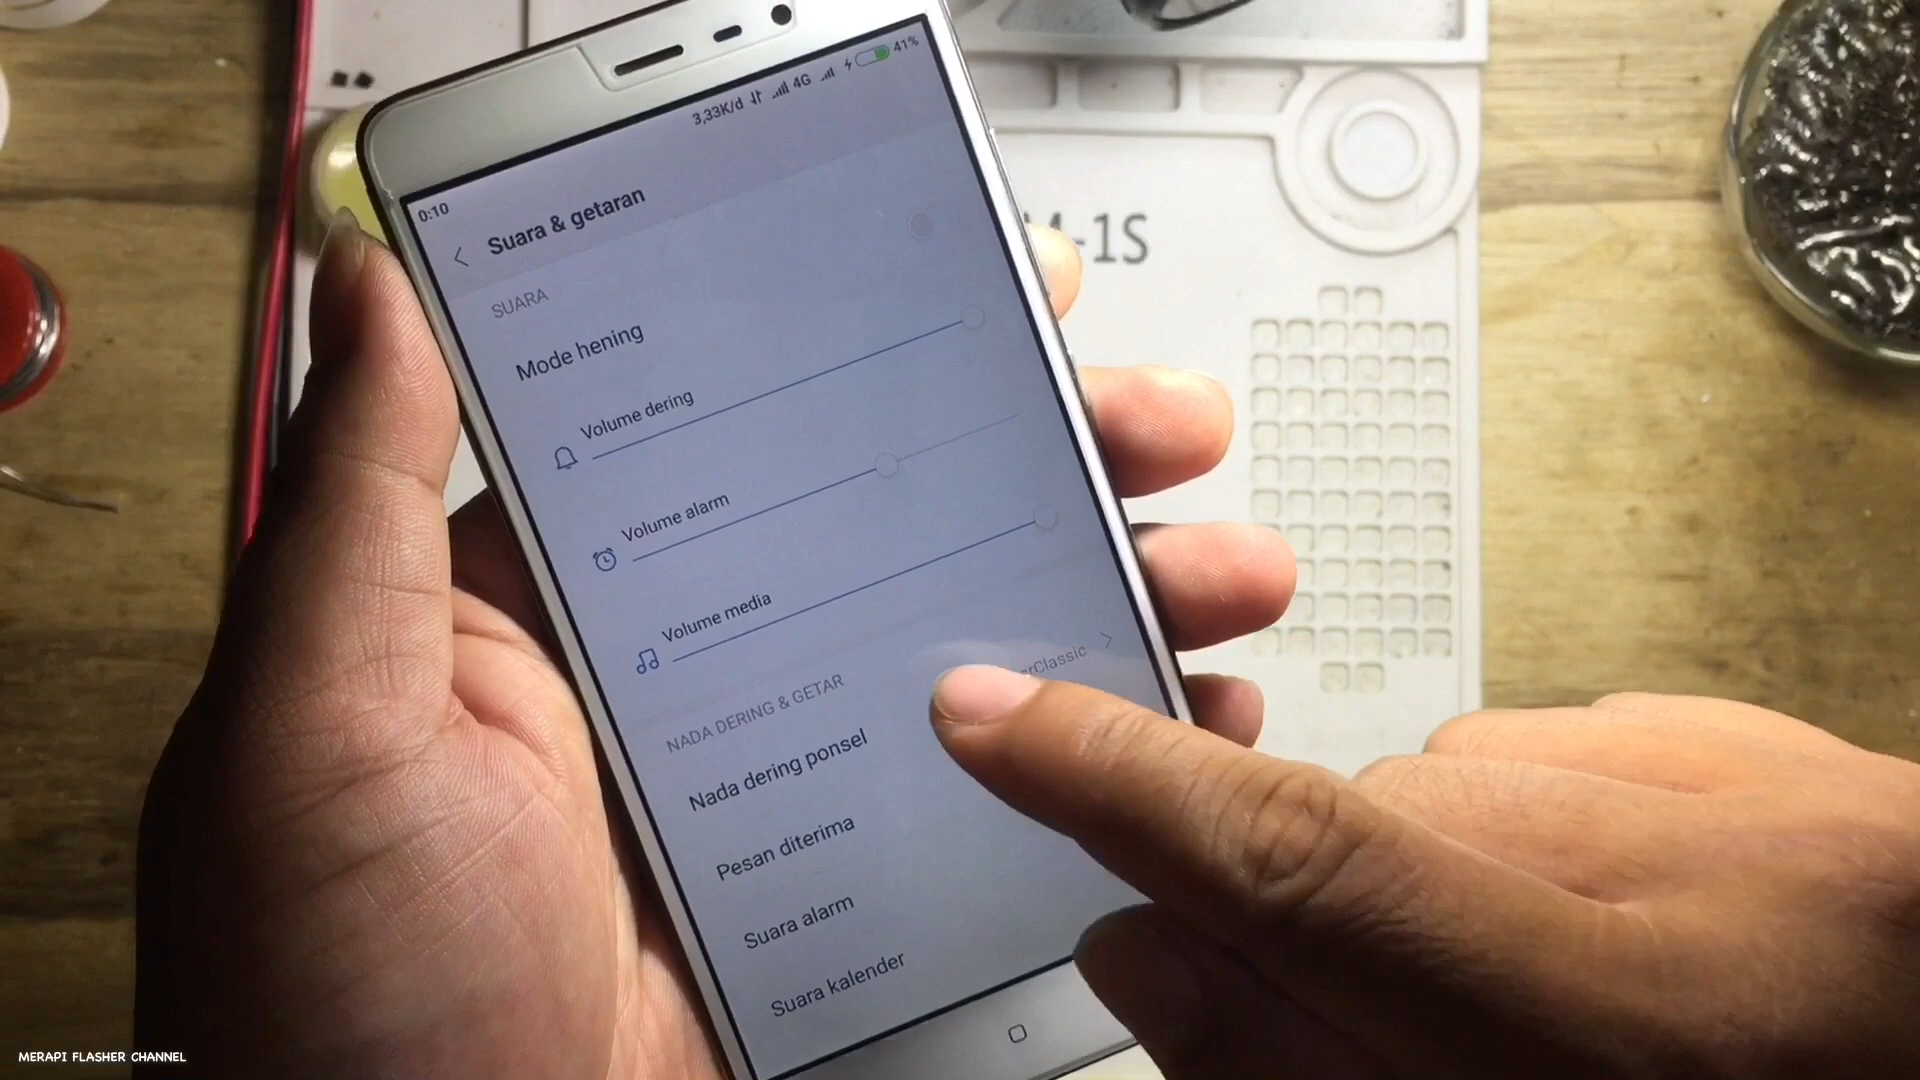 3,33K/d 4G 41%
0:10
Suara & getaran
SUARA
Mode hening
Volume dering
Volume alarm
Volume media
NADA DERING & GETAR
Nada dering ponsel
Pesan diterima
Suara alarm
Suara kalender
-1S
MERAPI FLASHER CHANNEL